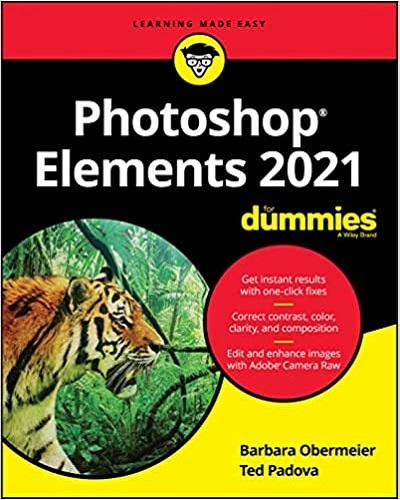 LEARNING MADE EASY
Photoshop®
Elements 2021
for
dummies®
A Wiley Brand
Get instant results
with one-click fixes
Correct contrast, color,
clarity, and composition
Edit and enhance images
with Adobe® Camera Raw
Barbara Obermeier
Ted Padova